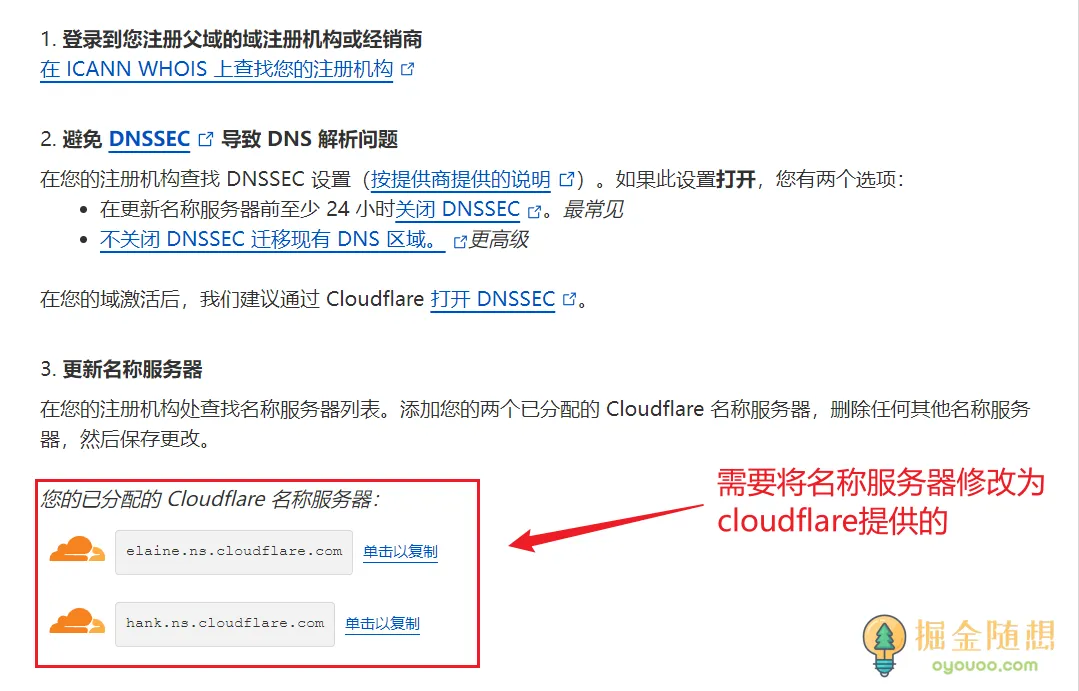 1. 登录到您注册父域的域注册机构或经销商
在 ICANN WHOIS 上查找您的注册机构
2. 避免 DNSSEC 导致 DNS 解析问题
在您的注册机构查找 DNSSEC 设置（按提供商提供的说明）。如果此设置打开，您有两个选项：
• 在更新名称服务器前至少 24 小时关闭 DNSSEC。最常见
• 不关闭 DNSSEC 迁移现有 DNS 区域。 更高级
在您的域激活后，我们建议通过 Cloudflare 打开 DNSSEC。
3. 更新名称服务器
在您的注册机构处查找名称服务器列表。添加您的两个已分配的 Cloudflare 名称服务器，删除任何其他名称服务
器，然后保存更改。
您的已分配的 Cloudflare 名称服务器：
elaine.ns.cloudflare.com 单击以复制
hank.ns.cloudflare.com 单击以复制
需要将名称服务器修改为
cloudflare提供的
掘金随想
oyouoo.com